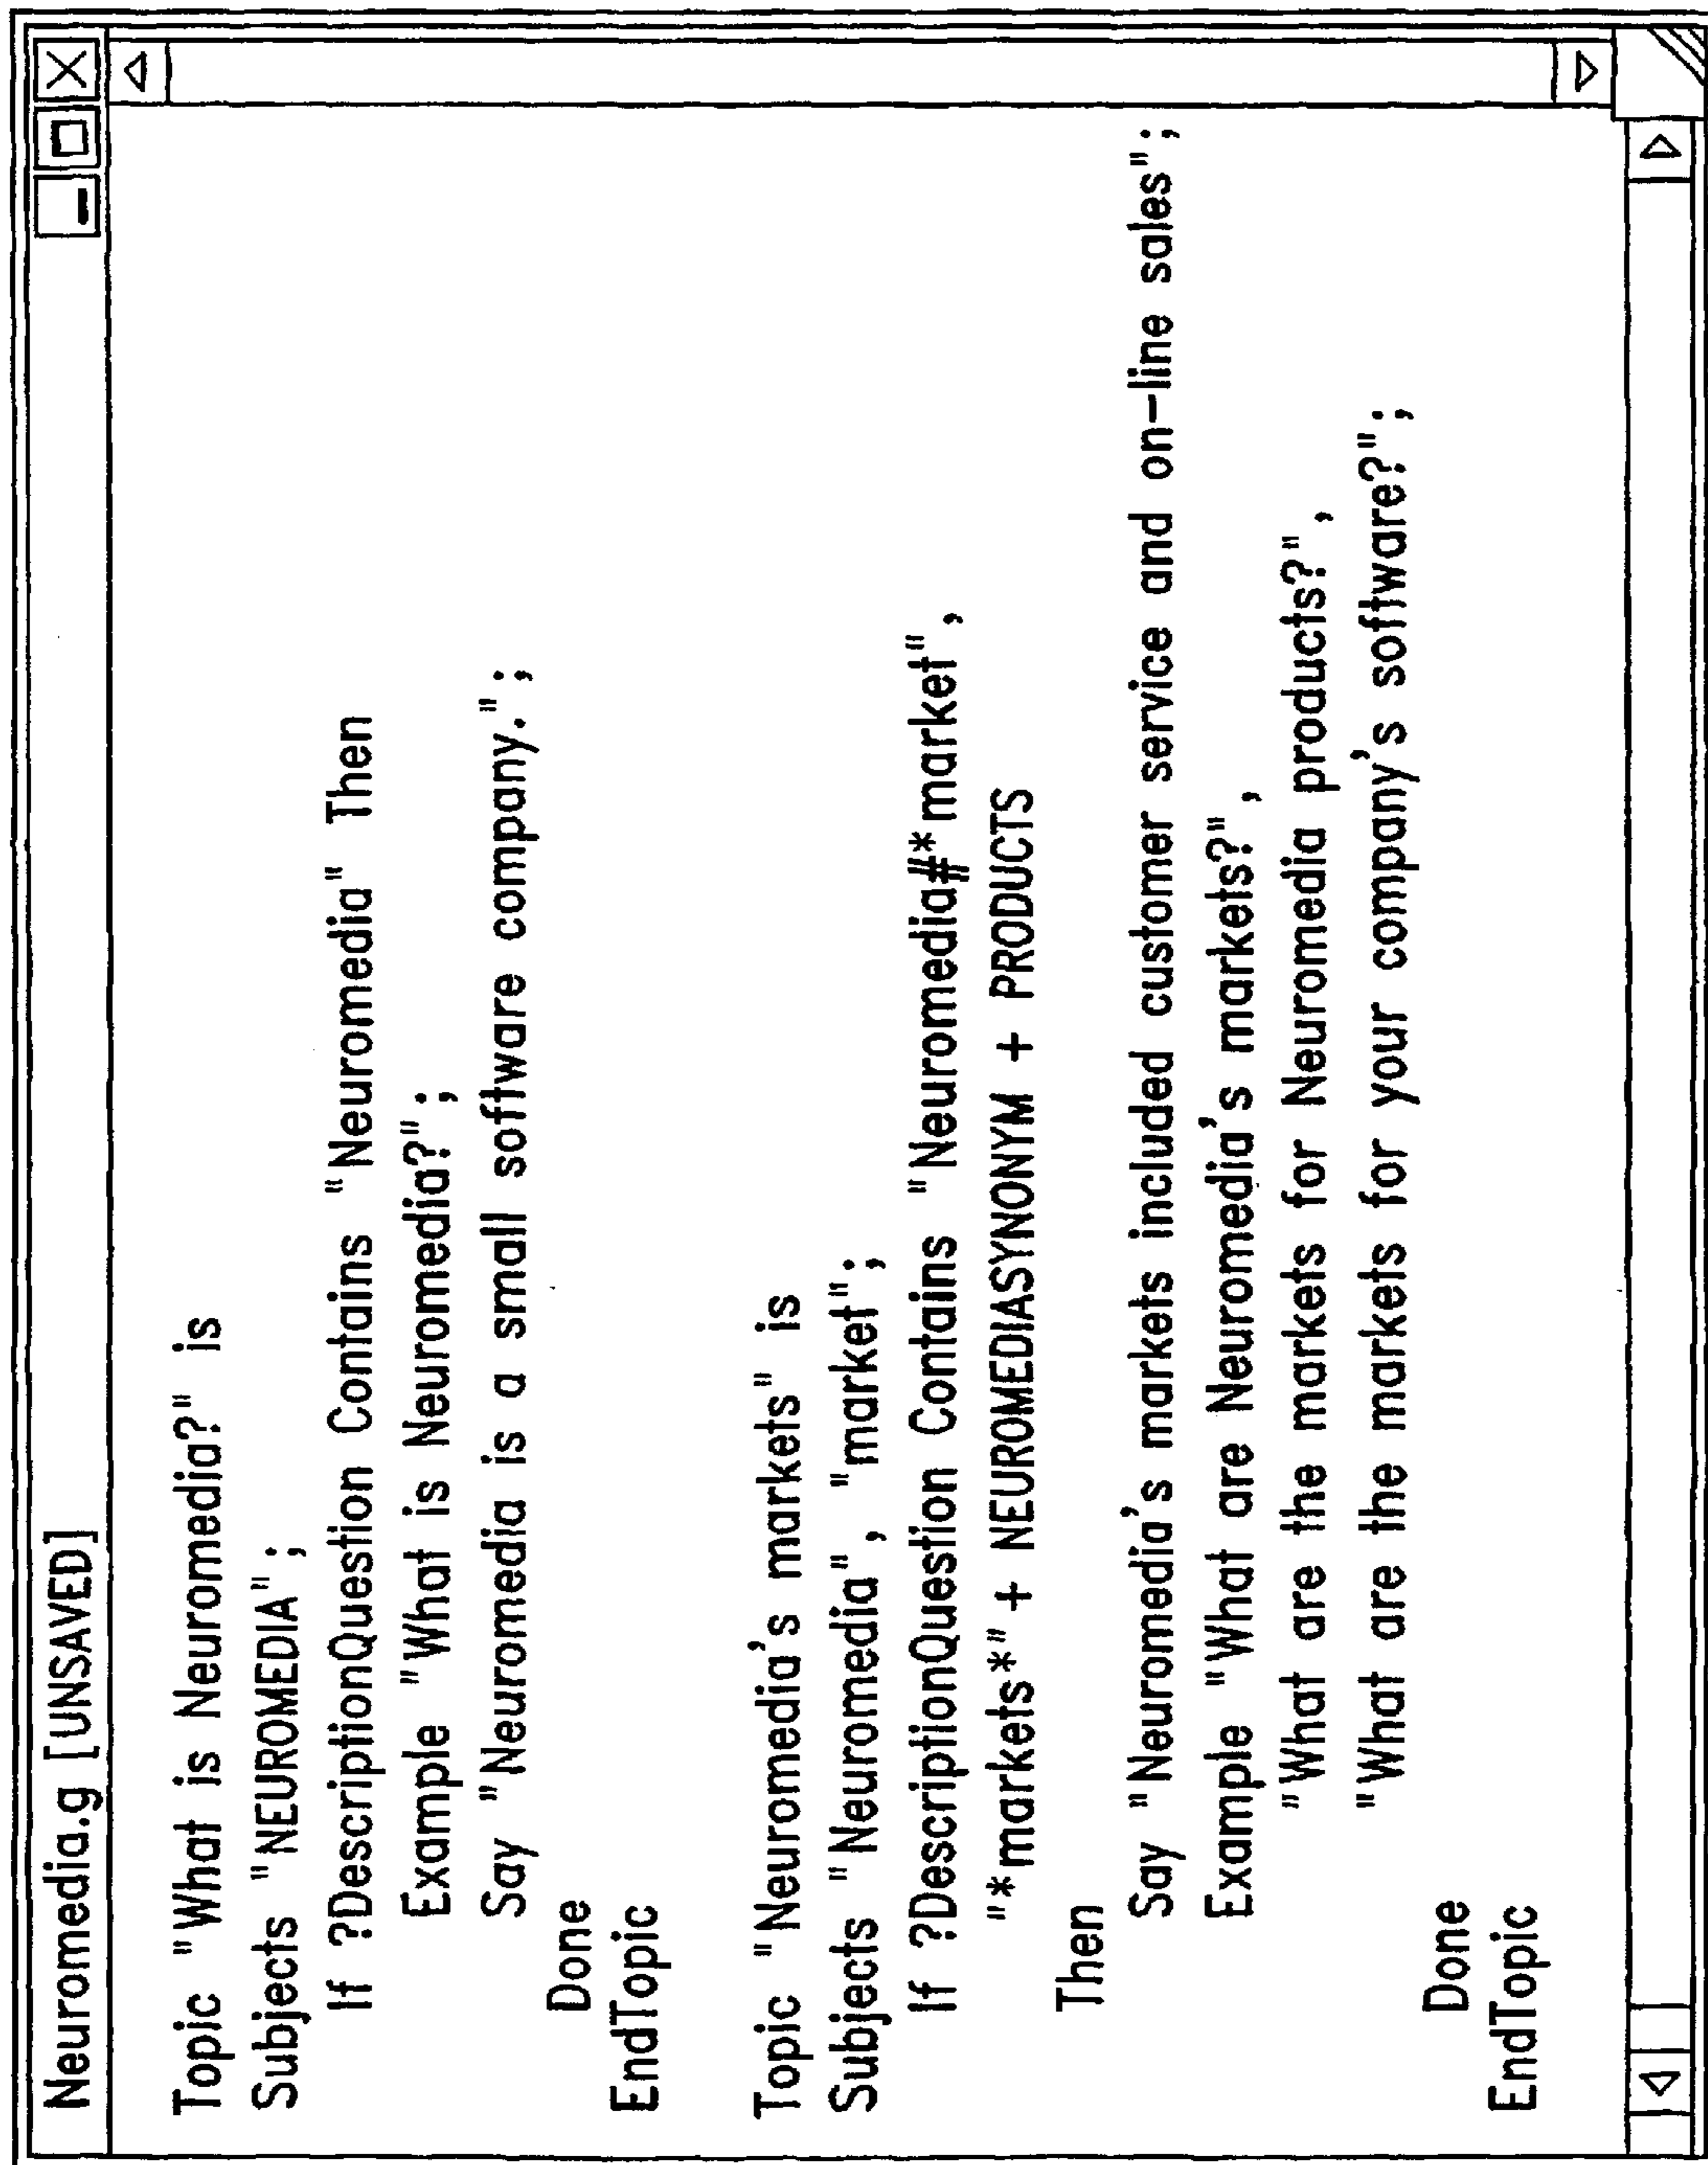 Neuromedia.g [UNSAVED]
Topic "What is Neuromedia?" is
Subjects "NEUROMEDIA";
If ?DescriptionQuestion Contains "Neuromedia" Then
Example "What is Neuromedia?";
Say "Neuromedia is a small software company.";
Done
EndTopic
Topic "Neuromedia's markets" is
Subjects "Neuromedia", "market";
If ?DescriptionQuestion Contains "Neuromedia#*market",
"*markets*" + NEUROMEDIASYNONYM + PRODUCTS
Then
Say "Neuromedia's markets included customer service and on-line sales";
Example "What are Neuromedia's markets?",
"What are the markets for Neuromedia products?",
"What are the markets for your company's software?";
Done
EndTopic